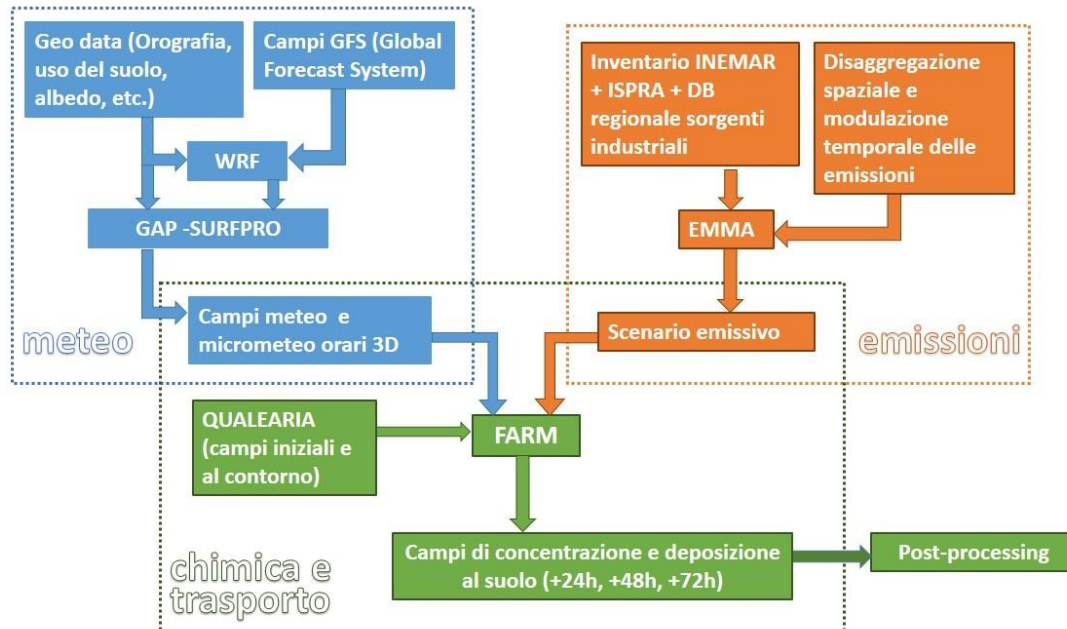 Geo data (Orografia,
uso del suolo,
albedo, etc.)
Campi GFS (Global
Forecast System)
WRF
GAP -SURFPRO
Campi meteo e
micrometeo orari 3D
meteo
Inventario INEMAR
+ ISPRA + DB
regionale sorgenti
industriali
Disaggregazione
spaziale e
modulazione
temporale delle
emissioni
EMMA
Scenario emissivo
emissioni
QUALEARIA
(campi iniziali e
al contorno)
FARM
Campi di concentrazione e deposizione
al suolo (+24h, +48h, +72h)
Post-processing
chimica e
trasporto